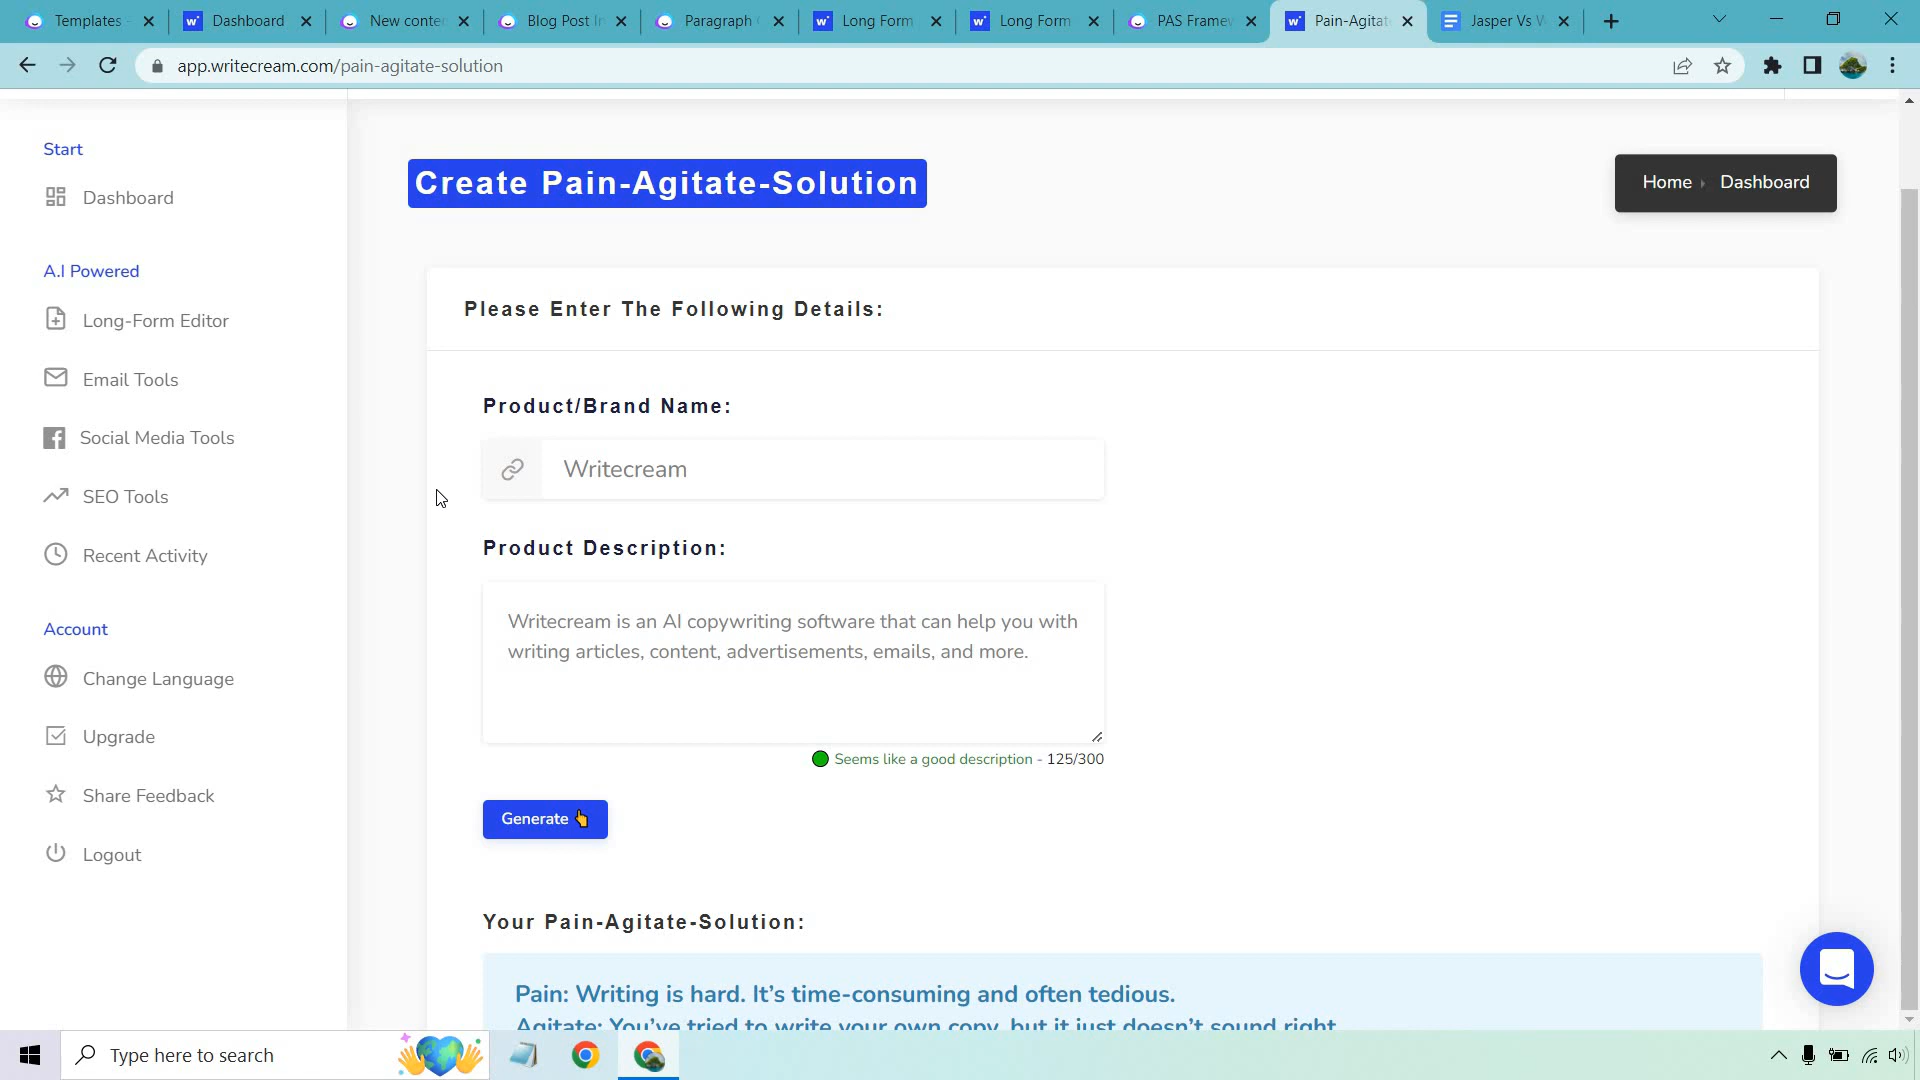 Templates -
Dashboard
New conte
Blog Post I
Paragraph
Long Form
Long Form
PAS Frame
Pain-Agitat
Jasper Vs W
app.writecream.com/pain-agitate-solution
Start
Dashboard
A.I Powered
Long-Form Editor
Email Tools
Social Media Tools
SEO Tools
Recent Activity
Account
Change Language
Upgrade
Share Feedback
Logout
Create Pain-Agitate-Solution
Home
Dashboard
Please Enter The Following Details:
Product/Brand Name:
Writecream
Product Description:
Writecream is an AI copywriting software that can help you with
writing articles, content, advertisements, emails, and more.
Seems like a good description - 125/300
Generate
Your Pain-Agitate-Solution:
Pain: Writing is hard. It's time-consuming and often tedious.
Agitate: You've tried to write your own copy, but it just doesn't sound right
Type here to search